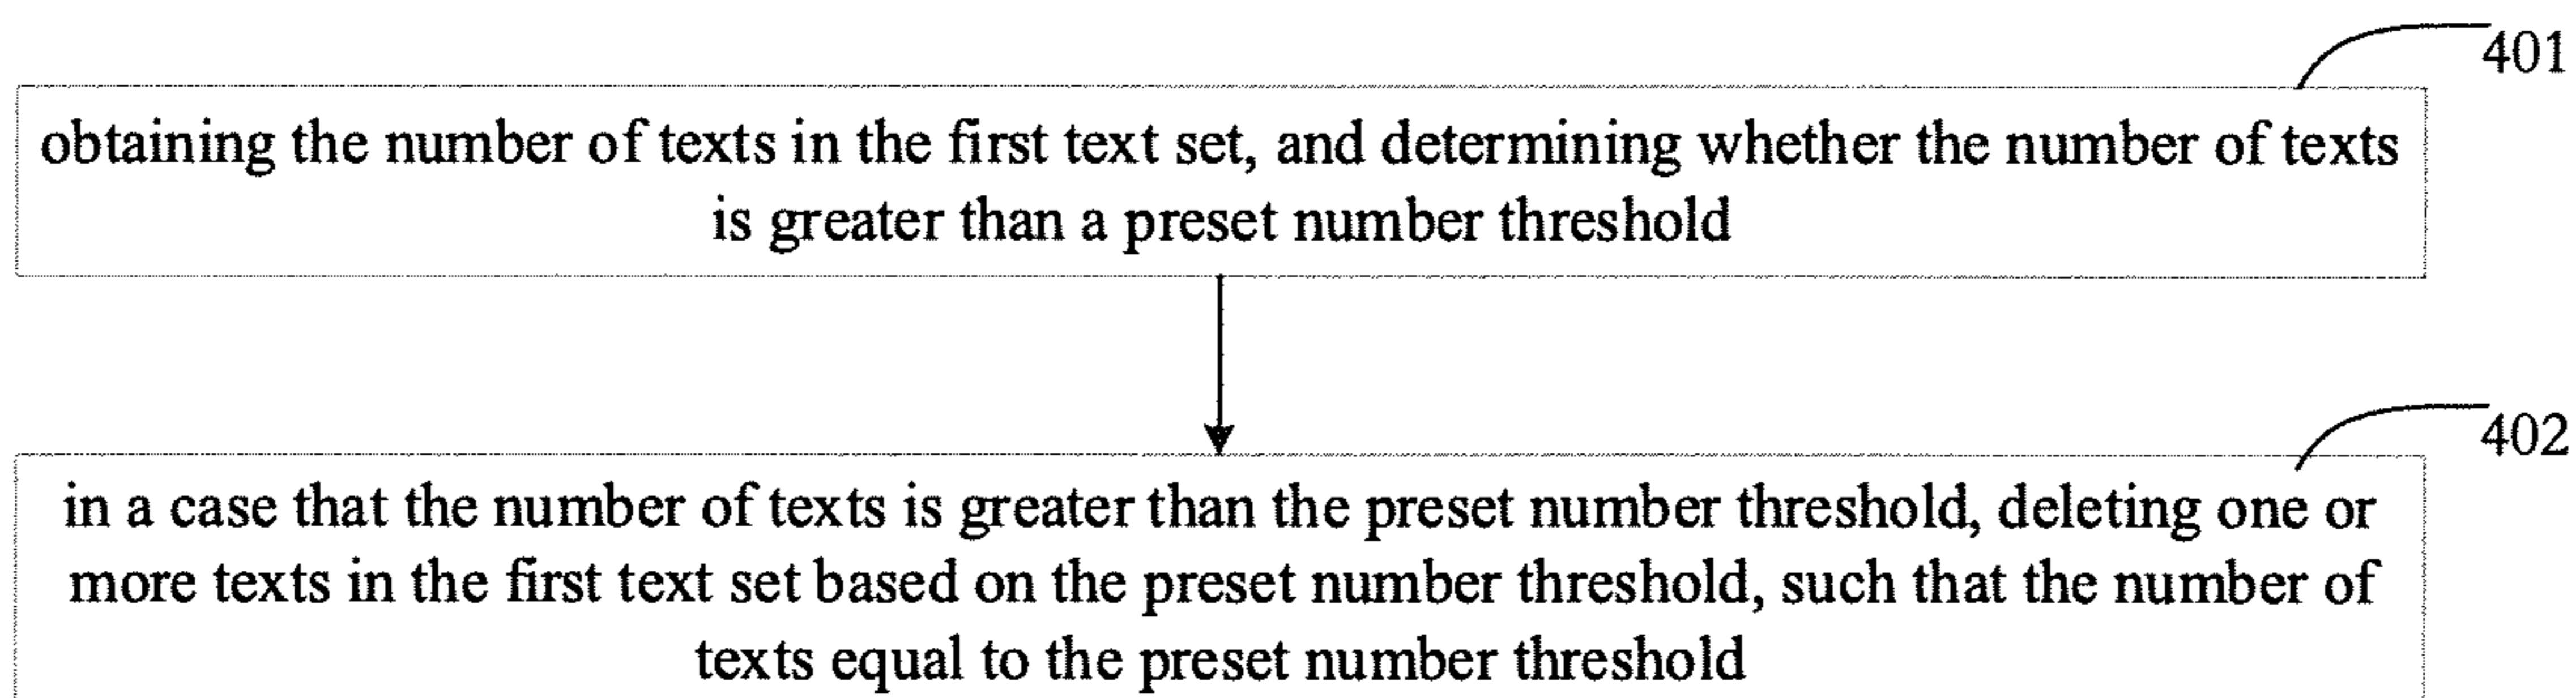 401
obtaining the number of texts in the first text set, and determining whether the number of texts
is greater than a preset number threshold
402
in a case that the number of texts is greater than the preset number threshold, deleting one or
more texts in the first text set based on the preset number threshold, such that the number of
texts equal to the preset number threshold